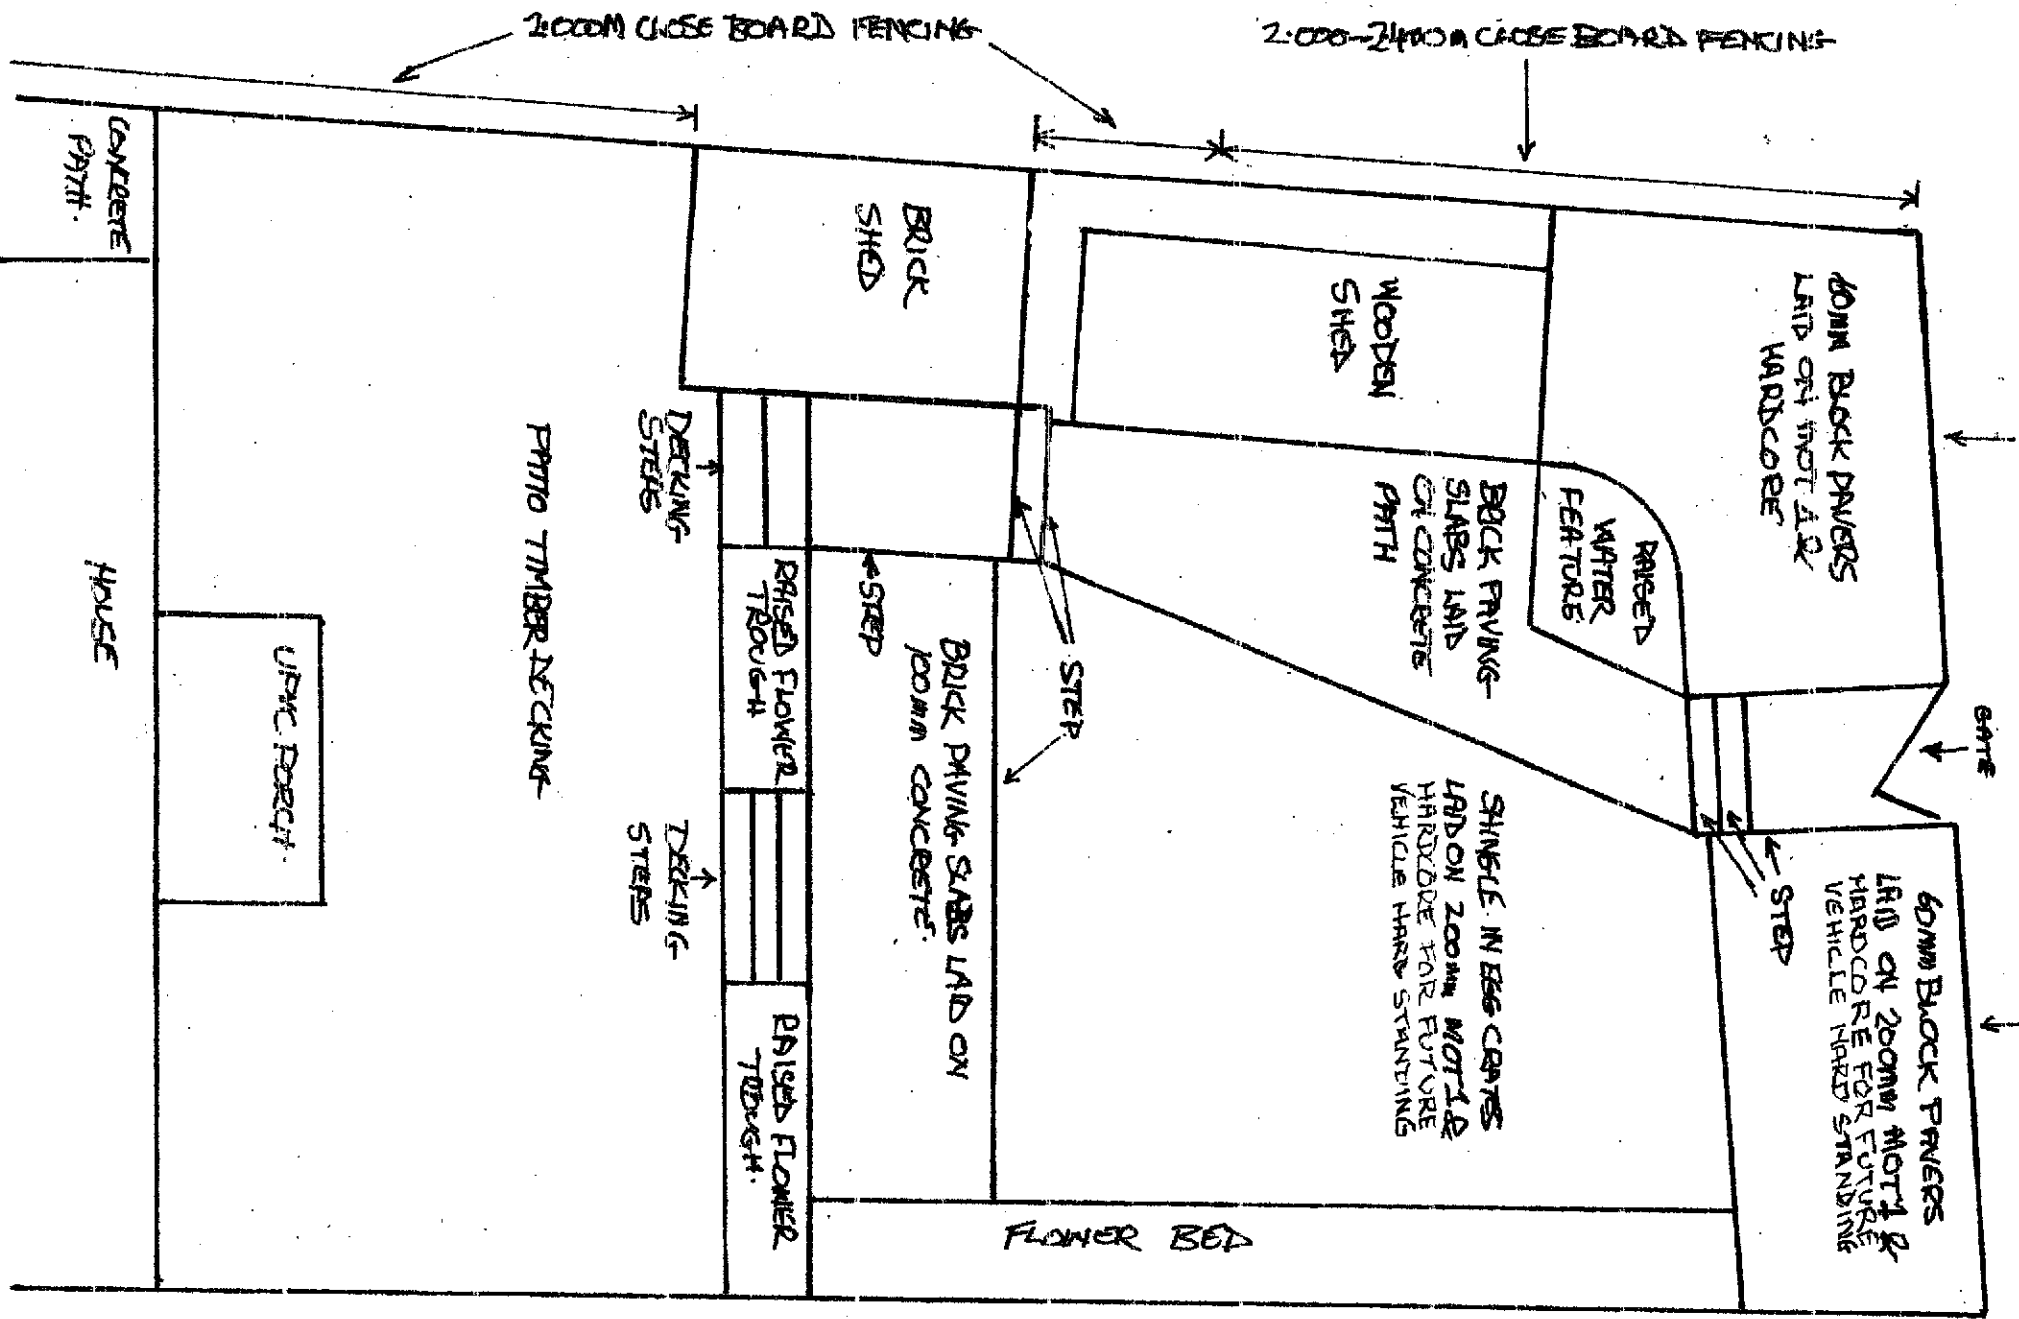 2.000M CLOSE BOARD FENCING
2.000-2.400M CLOSE BOARD FENCING
CONCRETE
PATH.
HOUSE
UPVC PORCH.
PATIO TIMBER DECKING
BRICK
SHED
DECKING
STEPS
RAISED FLOWER
TROUGH
DECKING
STEPS
RAISED FLOWER
TROUGH.
STEP
BRICK PAVING SLABS LAID ON
100MM CONCRETE.
STEP
WOODEN
SHED
BRICK PAVING
SLABS LAID
ON CONCRETE
PATH
RAISED
WATER
FEATURE
60MM BLOCK PAVERS
LAID ON MOT 1 R
HARDCORE
GATE
STEP
SHINGLE IN EGG CRATES
LAID ON 200MM MOT 1 R
HARDCORE FOR FUTURE
VEHICLE HARD STANDING
60MM BLOCK PAVERS
LAID ON 200MM MOT 1 R
HARDCORE FOR FUTURE
VEHICLE HARD STANDING
FLOWER BED